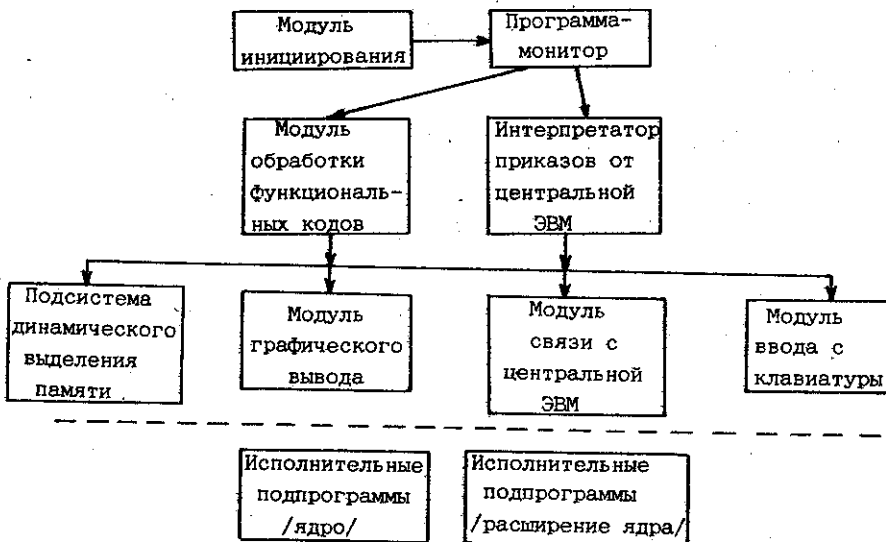 Модуль
инициирования
Программа-
монитор
Модуль
обработки
функциональ-
ных кодов
Интерпретатор
приказов от
центральной
ЭВМ
Подсистема
динамического
выделения
памяти
Модуль
графического
вывода
Модуль
связи с
центральной
ЭВМ
Модуль
ввода с
клавиатуры
Исполнительные
подпрограммы
/ядро/
Исполнительные
подпрограммы
/расширение ядра/